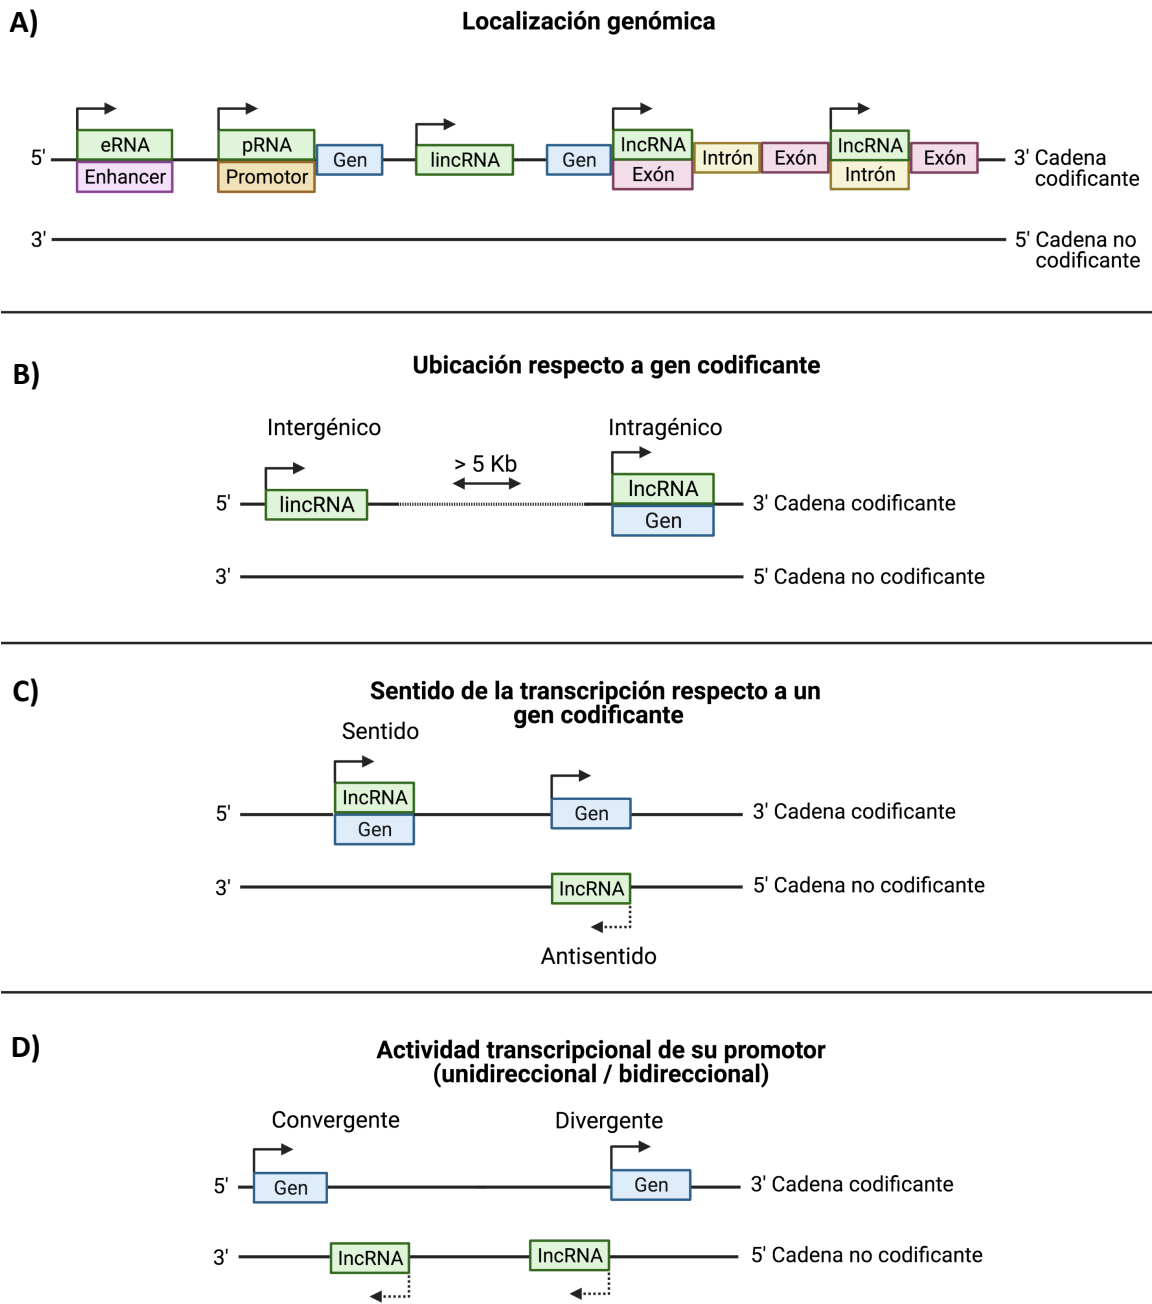 A)
Localización genómica
eRNA
Enhancer
pRNA
Promotor
Gen
lincRNA
Gen
lncRNA
Exón
Intrón
Exón
lncRNA
Intrón
Exón
5'
3' Cadena
codificante
3'
5' Cadena no
codificante
B)
Ubicación respecto a gen codificante
Intergénico
Intragénico
> 5 Kb
5'
lincRNA
lncRNA
Gen
3' Cadena codificante
3'
5' Cadena no codificante
C)
Sentido de la transcripción respecto a un
gen codificante
Sentido
5'
lncRNA
Gen
Gen
3' Cadena codificante
3'
lncRNA
5' Cadena no codificante
Antisentido
D)
Actividad transcripcional de su promotor
(unidireccional / bidireccional)
Convergente
Divergente
5'
Gen
Gen
3' Cadena codificante
3'
lncRNA
lncRNA
5' Cadena no codificante